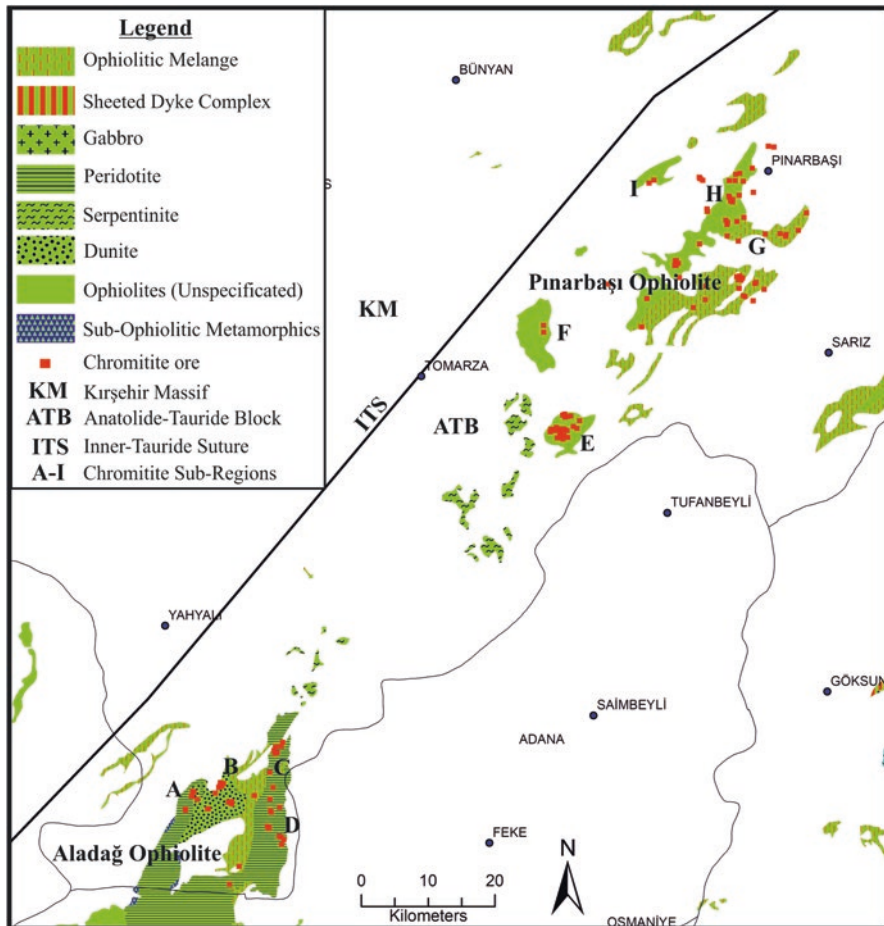 Legend
Ophiolitic Melange
Sheeted Dyke Complex
Gabbro
Peridotite
Serpentinite
Dunite
Ophiolites (Unspecificated)
Sub-Ophiolitic Metamorphics
Chromitite ore
KM Kırşehir Massif
ATB Anatolide-Tauride Block
ITS Inner-Tauride Suture
A-I Chromitite Sub-Regions
BÜNYAN
S
PINARBAŞI
I
H
G
Pınarbaşı Ophiolite
KM
F
SARIZ
TOMARZA
ITS
ATB
E
TUFANBEYLİ
YAHYALI
GÖKSUN
SAİMBEYLİ
ADANA
B
C
A
D
FEKE
N
Aladağ Ophiolite
0 10 20
Kilometers
OSMANİYE